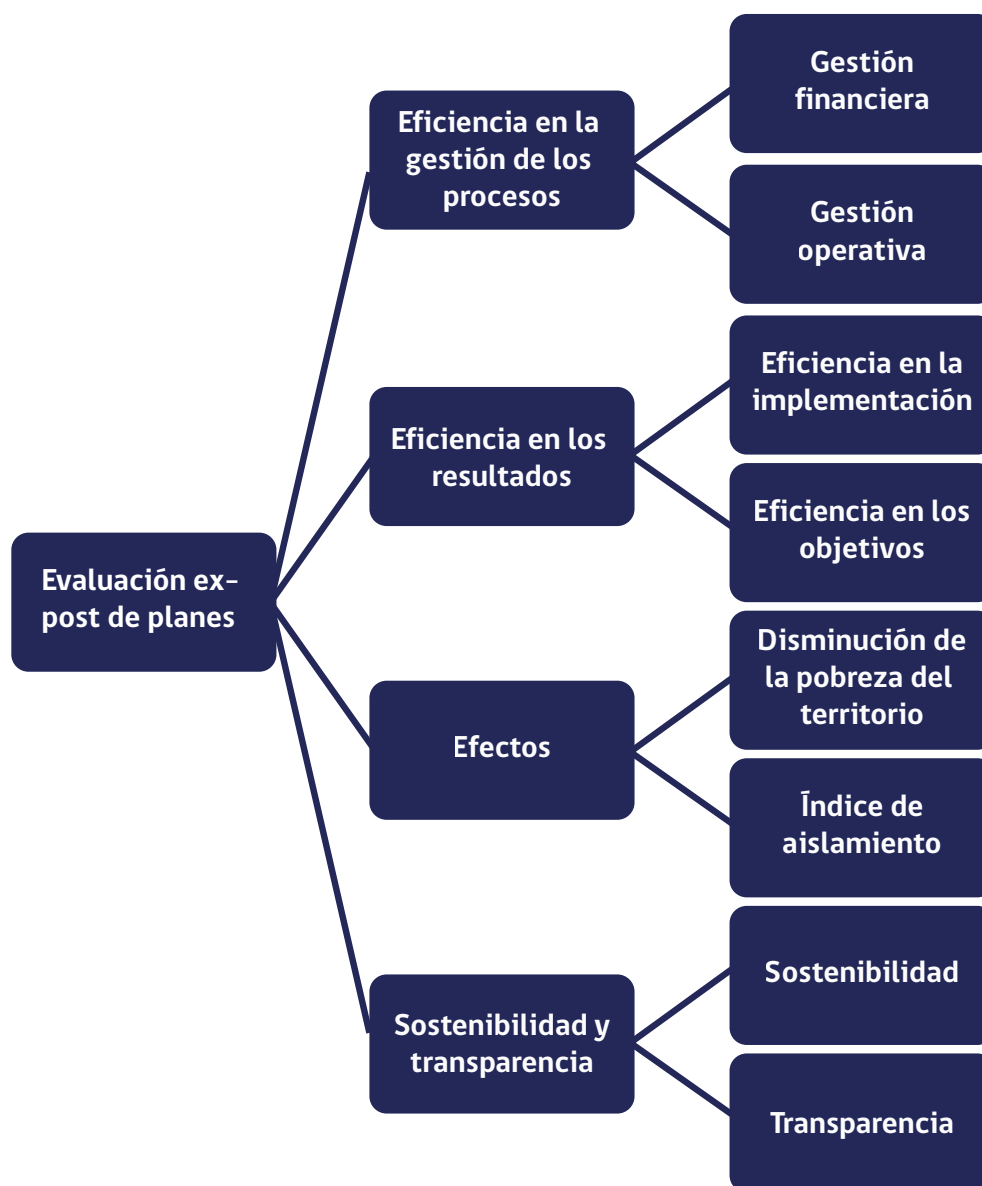 Evaluación ex-
post de planes
Eficiencia en la
gestión de los
procesos
Gestión
financiera
Gestión
operativa
Eficiencia en los
resultados
Eficiencia en la
implementación
Eficiencia en los
objetivos
Efectos
Disminución de
la pobreza del
territorio
Índice de
aislamiento
Sostenibilidad y
transparencia
Sostenibilidad
Transparencia